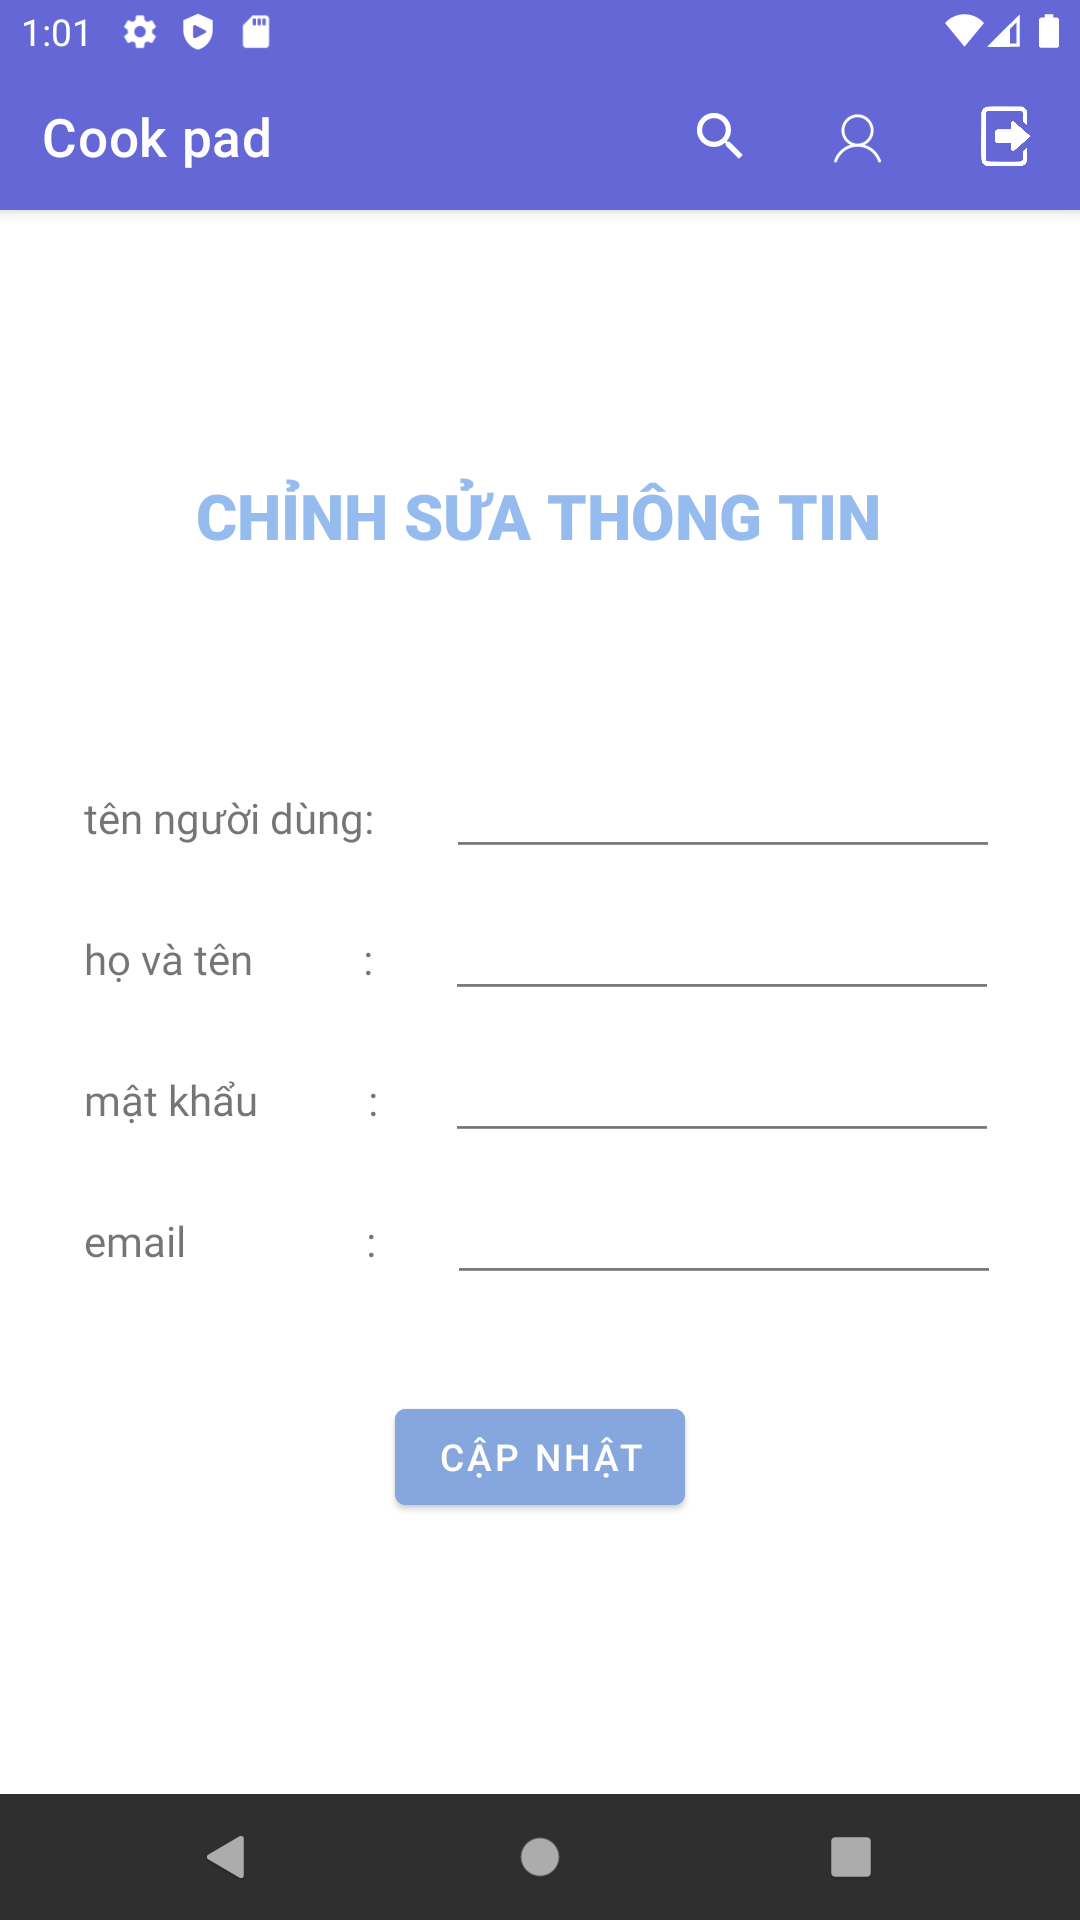 1:01
Cook pad
CHỈNH SỬA THÔNG TIN
tên người dùng:
họ và tên :
mật khẩu :
email :
CẬP NHẬT